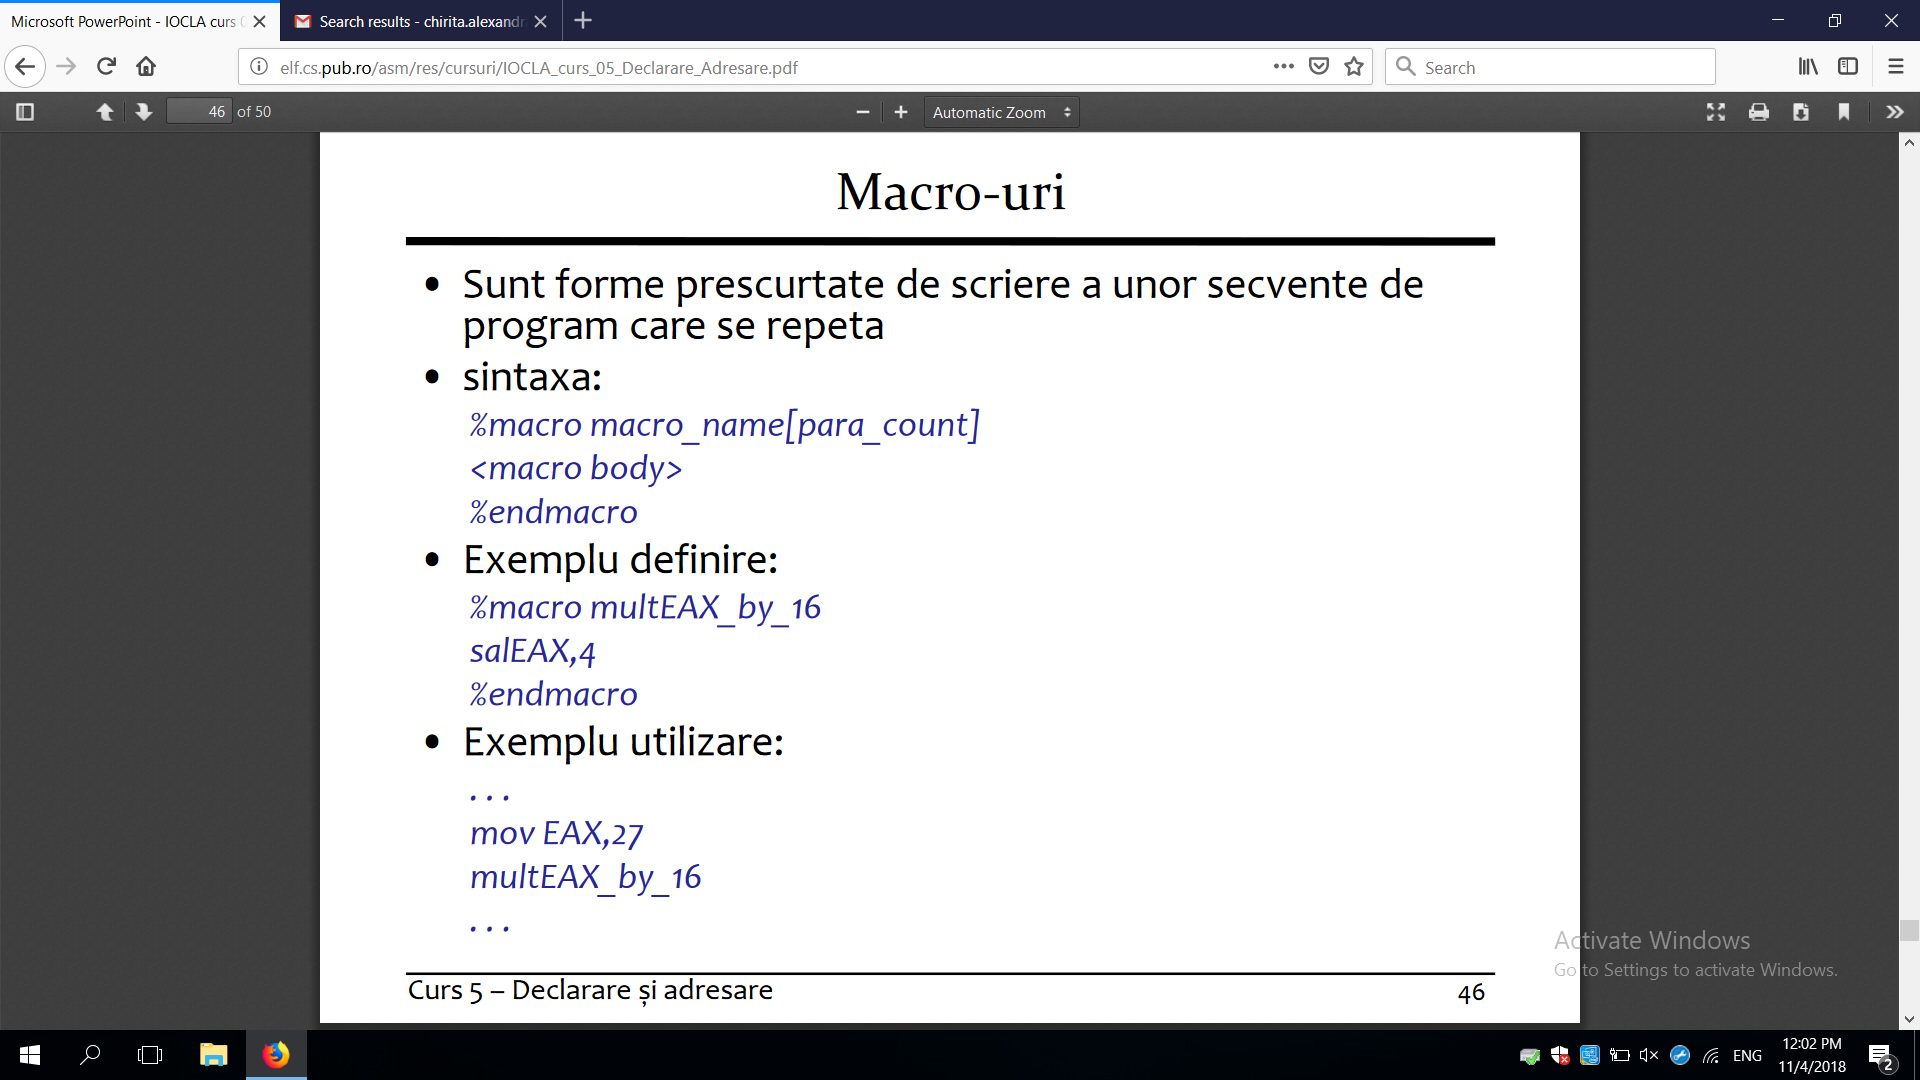 Microsoft PowerPoint - IOCLA curs 0
Search results - chirita.alexandr
elf.cs.pub.ro/asm/res/cursuri/IOCLA_curs_05_Declarare_Adresare.pdf
Search
46 of 50
Automatic Zoom
Macro-uri
• Sunt forme prescurtate de scriere a unor secvente de
program care se repeta
• sintaxa:
%macro macro_name[para_count]
<macro body>
%endmacro
• Exemplu definire:
%macro multEAX_by_16
salEAX,4
%endmacro
• Exemplu utilizare:
. . .
mov EAX,27
multEAX_by_16
. . .
Curs 5 – Declarare și adresare
46
Activate Windows
Go to Settings to activate Windows.
ENG
12:02 PM
11/4/2018
2